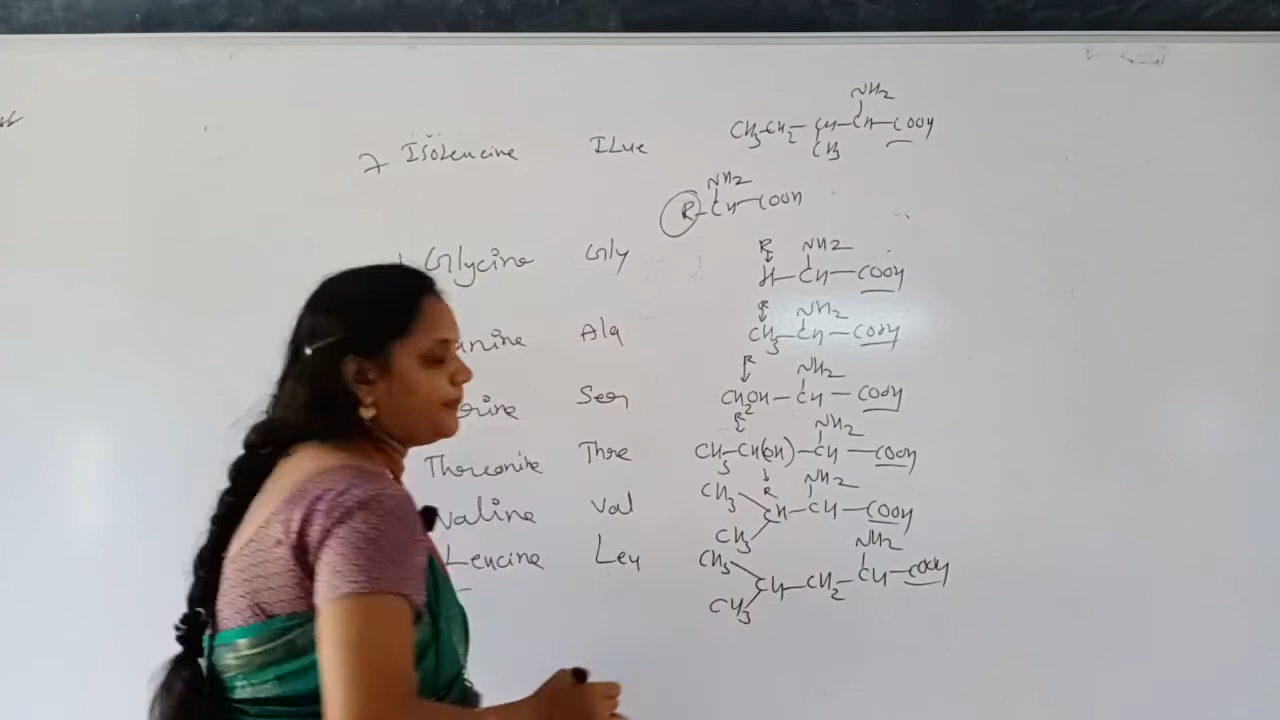 NH2
7 Isoleucine ILue CH3-CH2-CH-CH-COOH
CH3
NH2
R-CH-COOH
R NH2
Glycine Gly H-CH-COOH
R NH2
anine Ala CH3-CH-COOH
R NH2
rine Ser CH2OH-CH-COOH
R NH2
Threonine Thre CH3-CH(OH)-CH-COOH
R
CH3 NH2
Valine Val CH-CH-COOH
CH3
CH3 NH2
Leucine Leu CH-CH2-CH-COOH
CH3